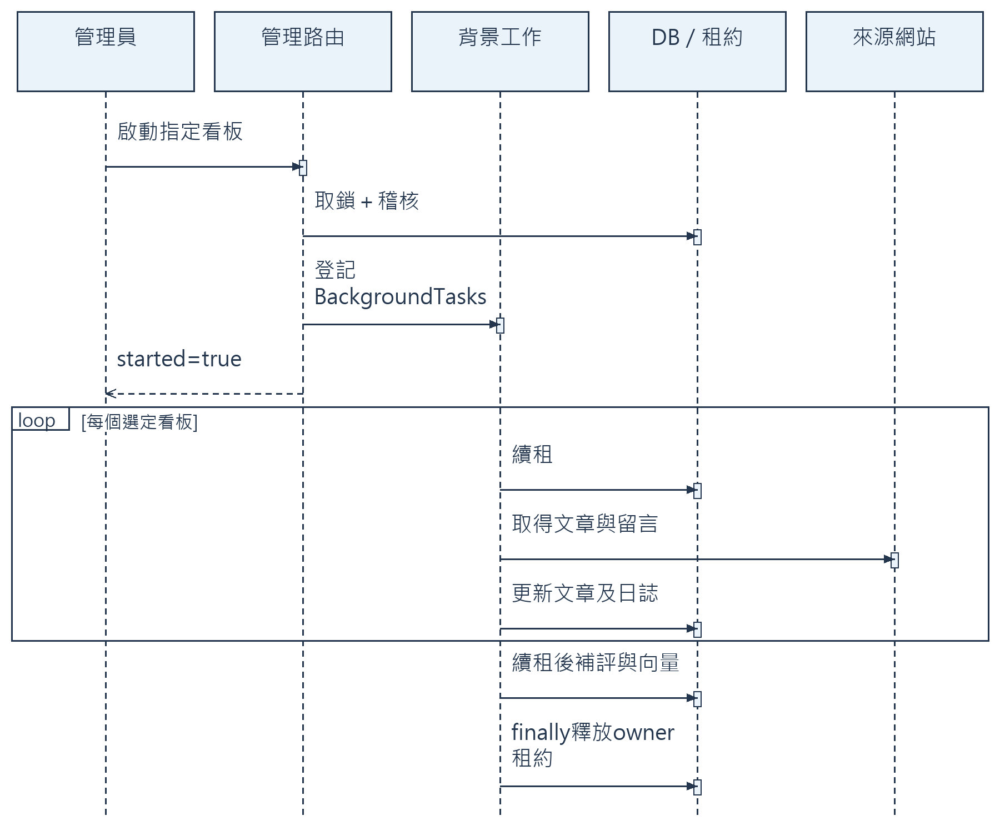 管理員
管理路由
背景工作
DB / 租約
來源網站
啟動指定看板
取鎖 + 稽核
登記
BackgroundTasks
started=true
loop
[每個選定看板]
續租
取得文章與留言
更新文章及日誌
續租後補評與向量
finally釋放owner
租約